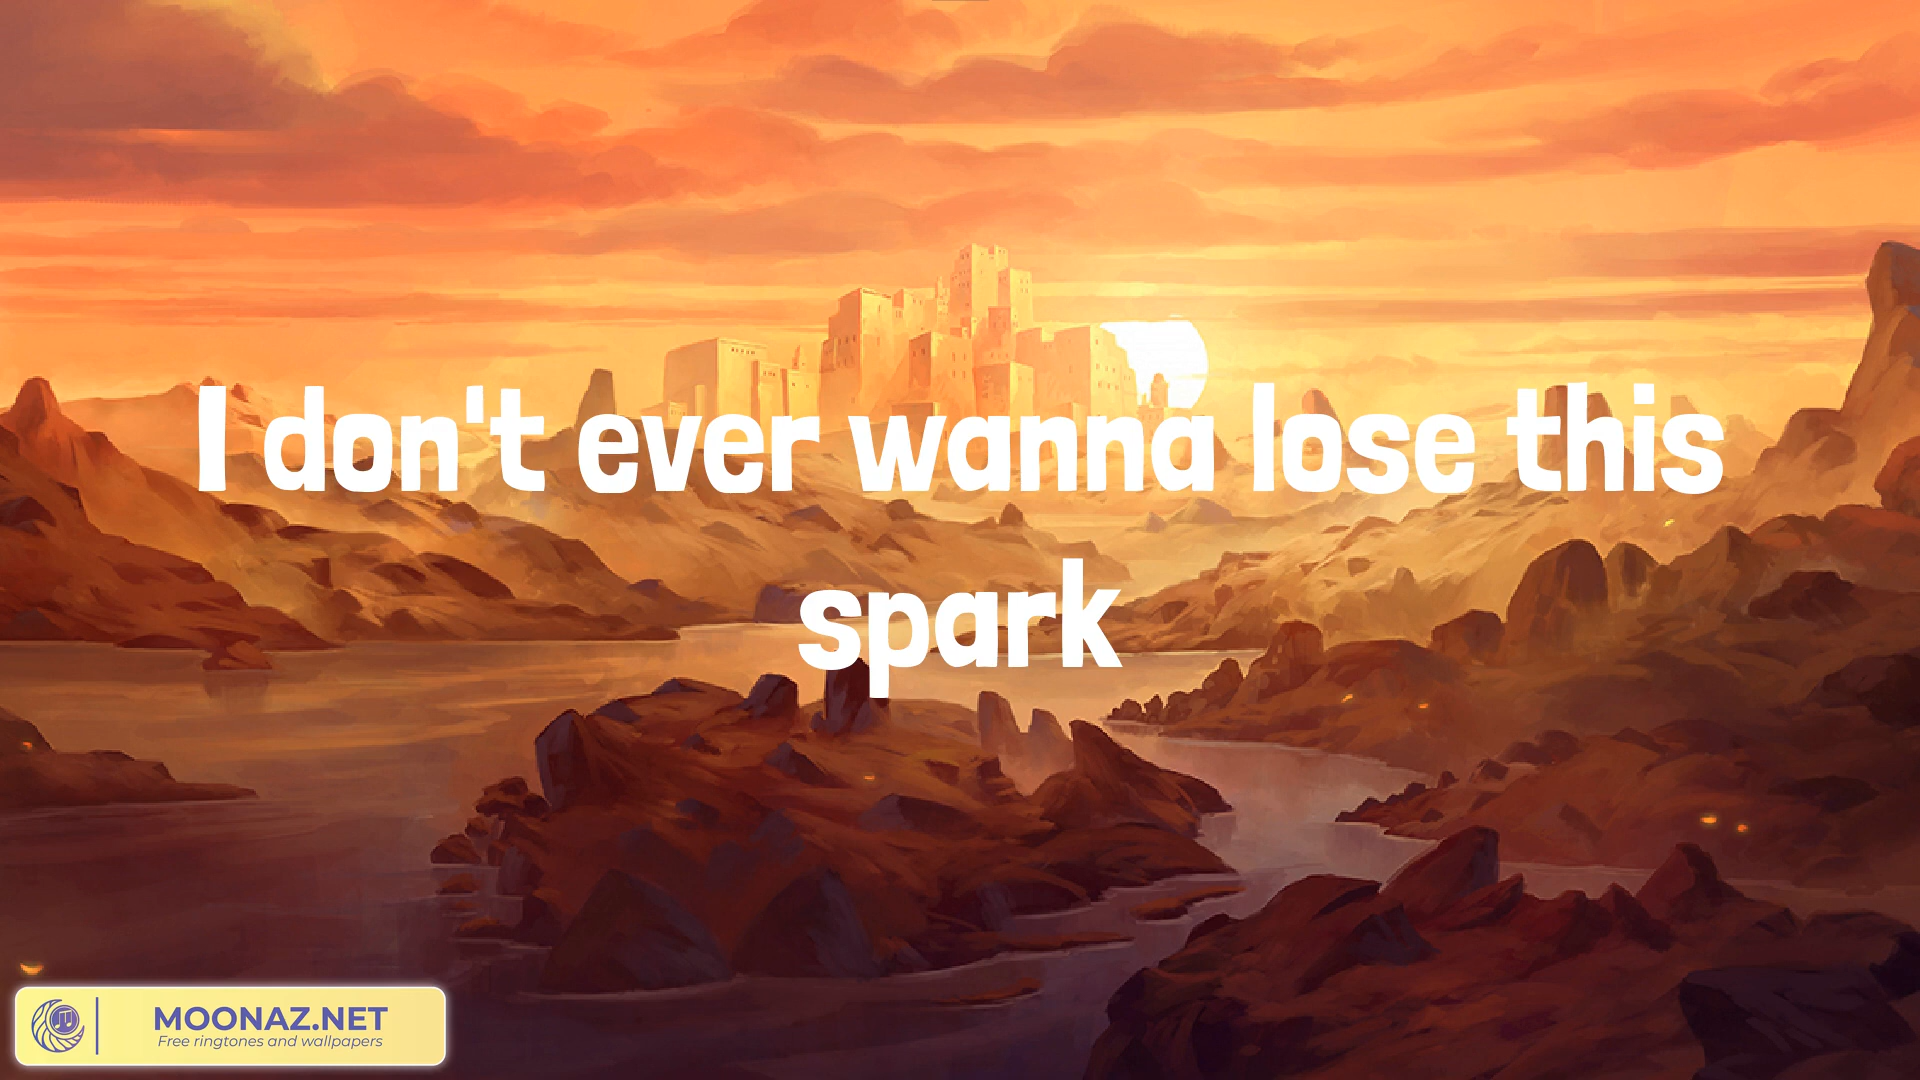 I don't ever wanna lose this
spark
MOONAZ.NET
Free ringtones and wallpapers